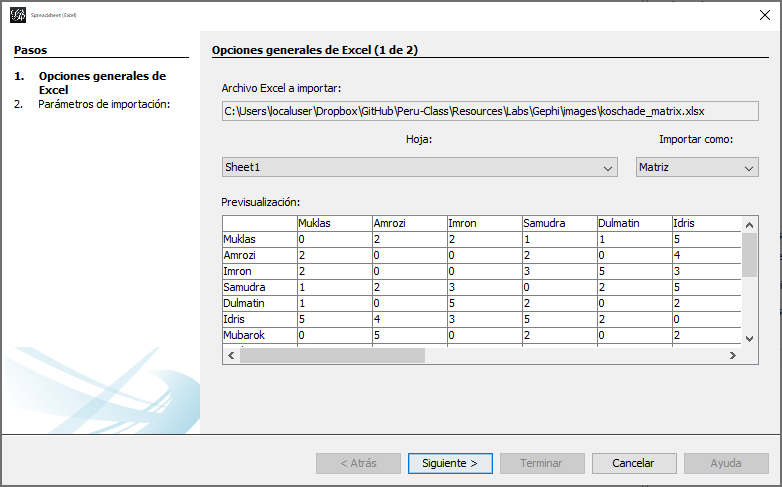 Spreadsheet (Excel)
Pasos
1. Opciones generales de
Excel
2. Parámetros de importación:
Opciones generales de Excel (1 de 2)
Archivo Excel a importar:
C:\Users\localuser\Dropbox\GitHub\Peru-Class\Resources\Labs\Gephi\images\koschade_matrix.xlsx
Hoja: Importar como:
Sheet1 Matriz
Previsualización:
Muklas Amrozi Imron Samudra Dulmatin Idris
Muklas 0 2 2 1 1 5
Amrozi 2 0 0 2 0 4
Imron 2 0 0 3 5 3
Samudra 1 2 3 0 2 5
Dulmatin 1 0 5 2 0 2
Idris 5 4 3 5 2 0
Mubarok 0 5 0 2 0 2
< Atrás Siguiente > Terminar Cancelar Ayuda